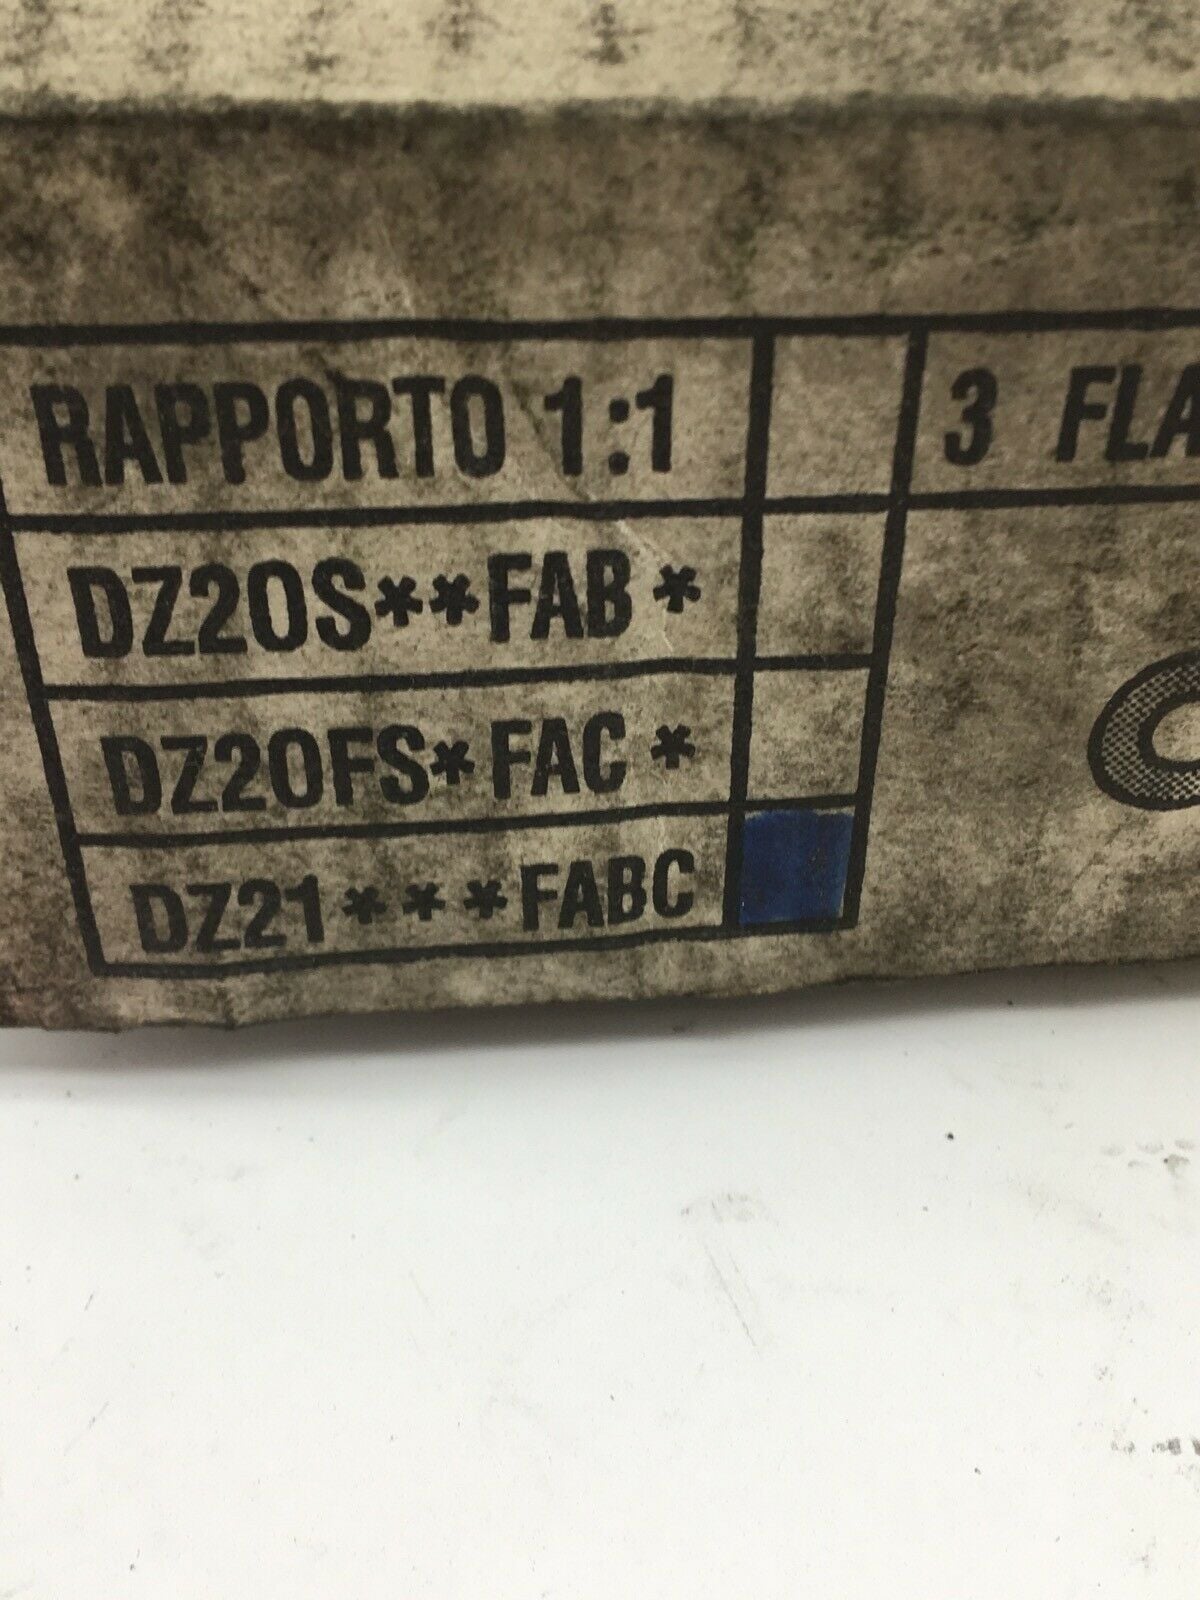 RAPPORTO 1:1
3 FLA
DZ20S**FAB*
DZ20FS*FAC*
DZ21***FABC